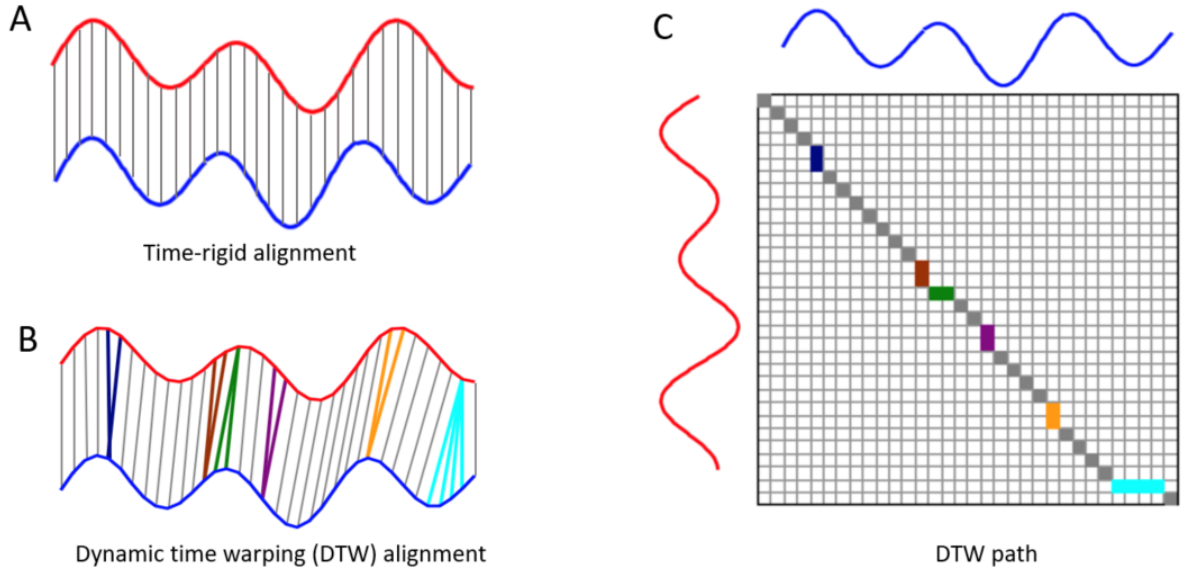 A
Time-rigid alignment
B
Dynamic time warping (DTW) alignment
C
DTW path